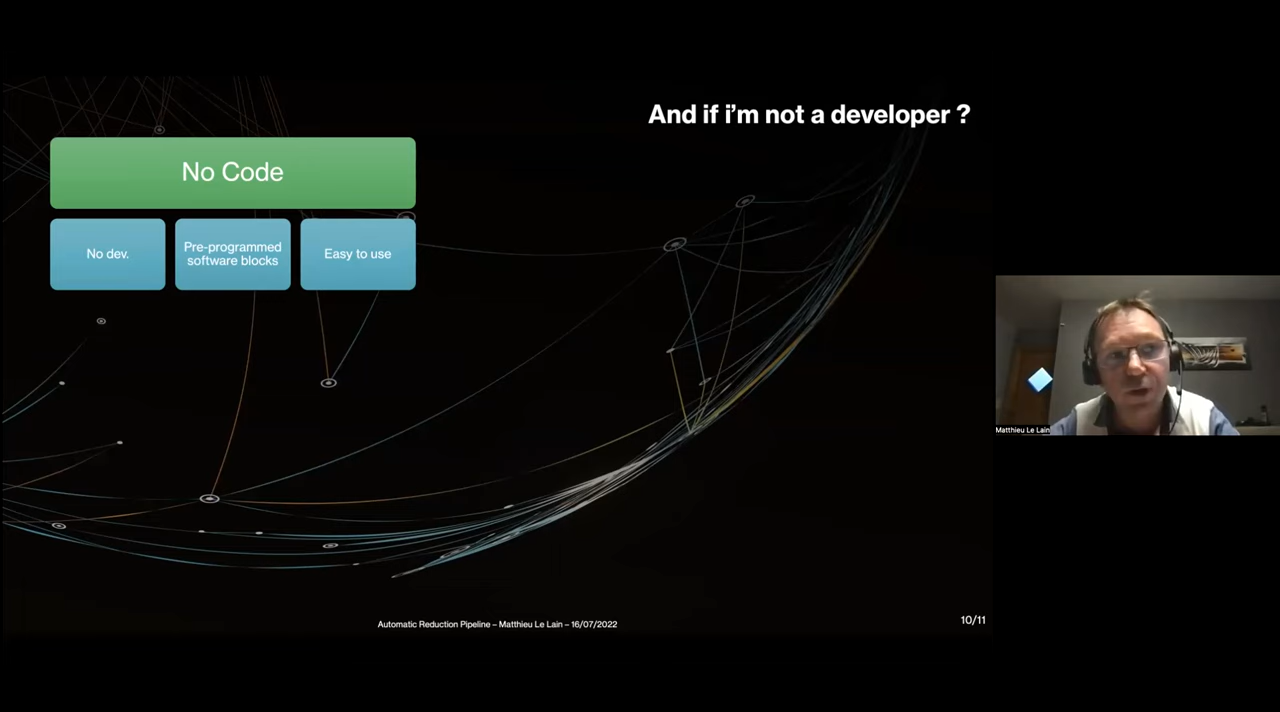 And if i'm not a developer ?
No Code
No dev.
Pre-programmed
software blocks
Easy to use
Matthieu Le Lain
Automatic Reduction Pipeline – Matthieu Le Lain – 16/07/2022
10/11